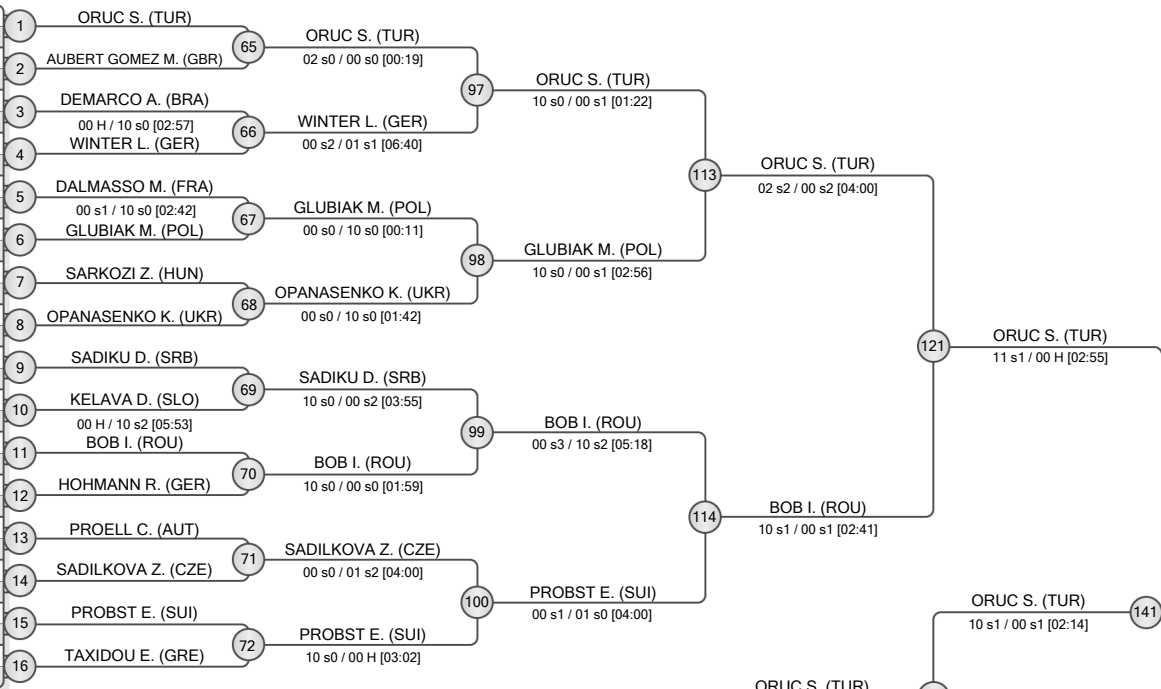 1 ORUC S. (TUR)
65 ORUC S. (TUR)
02 s0 / 00 s0 [00:19]
2 AUBERT GOMEZ M. (GBR)
97 ORUC S. (TUR)
10 s0 / 00 s1 [01:22]
3 DEMARCO A. (BRA)
00 H / 10 s0 [02:57]
66 WINTER L. (GER)
00 s2 / 01 s1 [06:40]
4 WINTER L. (GER)
113 ORUC S. (TUR)
02 s2 / 00 s2 [04:00]
5 DALMASSO M. (FRA)
00 s1 / 10 s0 [02:42]
67 GLUBIAK M. (POL)
00 s0 / 10 s0 [00:11]
6 GLUBIAK M. (POL)
98 GLUBIAK M. (POL)
10 s0 / 00 s1 [02:56]
7 SARKOZI Z. (HUN)
68 OPANASENKO K. (UKR)
00 s0 / 10 s0 [01:42]
8 OPANASENKO K. (UKR)
121 ORUC S. (TUR)
11 s1 / 00 H [02:55]
9 SADIKU D. (SRB)
69 SADIKU D. (SRB)
10 s0 / 00 s2 [03:55]
10 KELAVA D. (SLO)
00 H / 10 s2 [05:53]
99 BOB I. (ROU)
00 s3 / 10 s2 [05:18]
11 BOB I. (ROU)
70 BOB I. (ROU)
10 s0 / 00 s0 [01:59]
12 HOHMANN R. (GER)
114 BOB I. (ROU)
10 s1 / 00 s1 [02:41]
13 PROELL C. (AUT)
71 SADILKOVA Z. (CZE)
00 s0 / 01 s2 [04:00]
14 SADILKOVA Z. (CZE)
100 PROBST E. (SUI)
00 s1 / 01 s0 [04:00]
15 PROBST E. (SUI)
72 PROBST E. (SUI)
10 s0 / 00 H [03:02]
16 TAXIDOU E. (GRE)
ORUC S. (TUR) 141
10 s1 / 00 s1 [02:14]
ORUC S. (TUR)